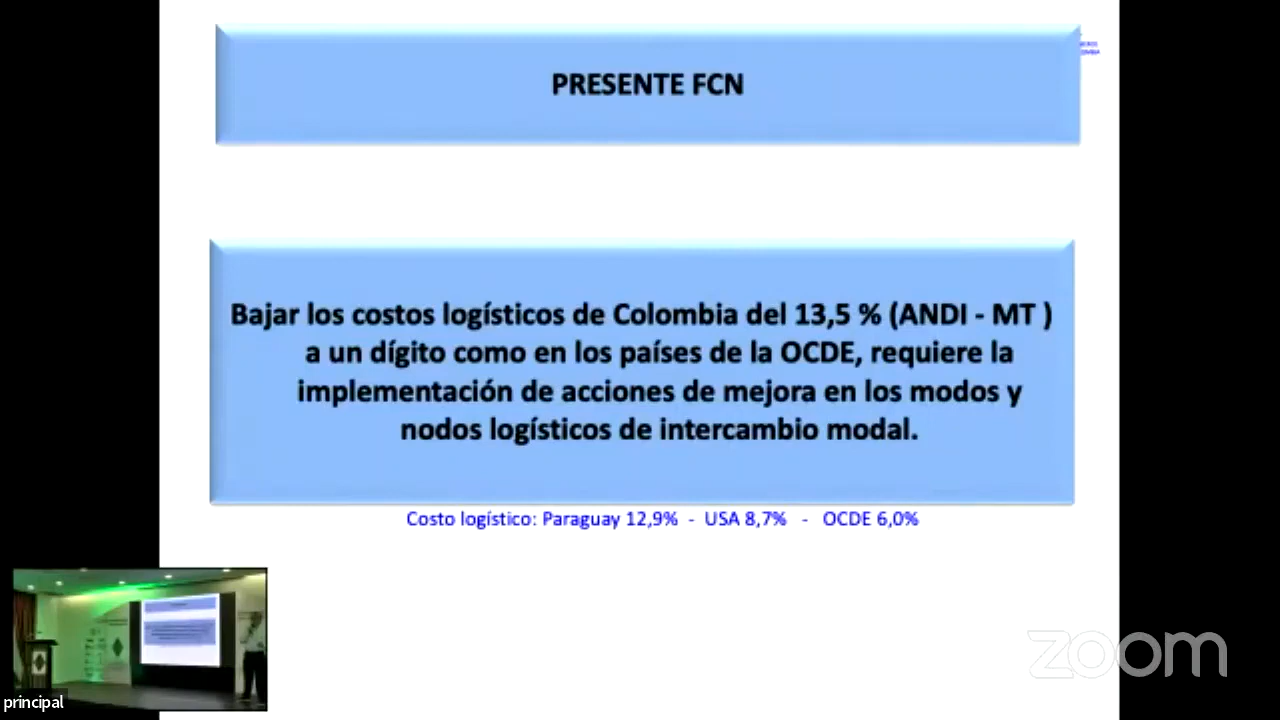 PRESENTE FCN
Bajar los costos logísticos de Colombia del 13,5 % (ANDI - MT )
a un dígito como en los países de la OCDE, requiere la
implementación de acciones de mejora en los modos y
nodos logísticos de intercambio modal.
Costo logístico: Paraguay 12,9% - USA 8,7% - OCDE 6,0%
principal
zoom